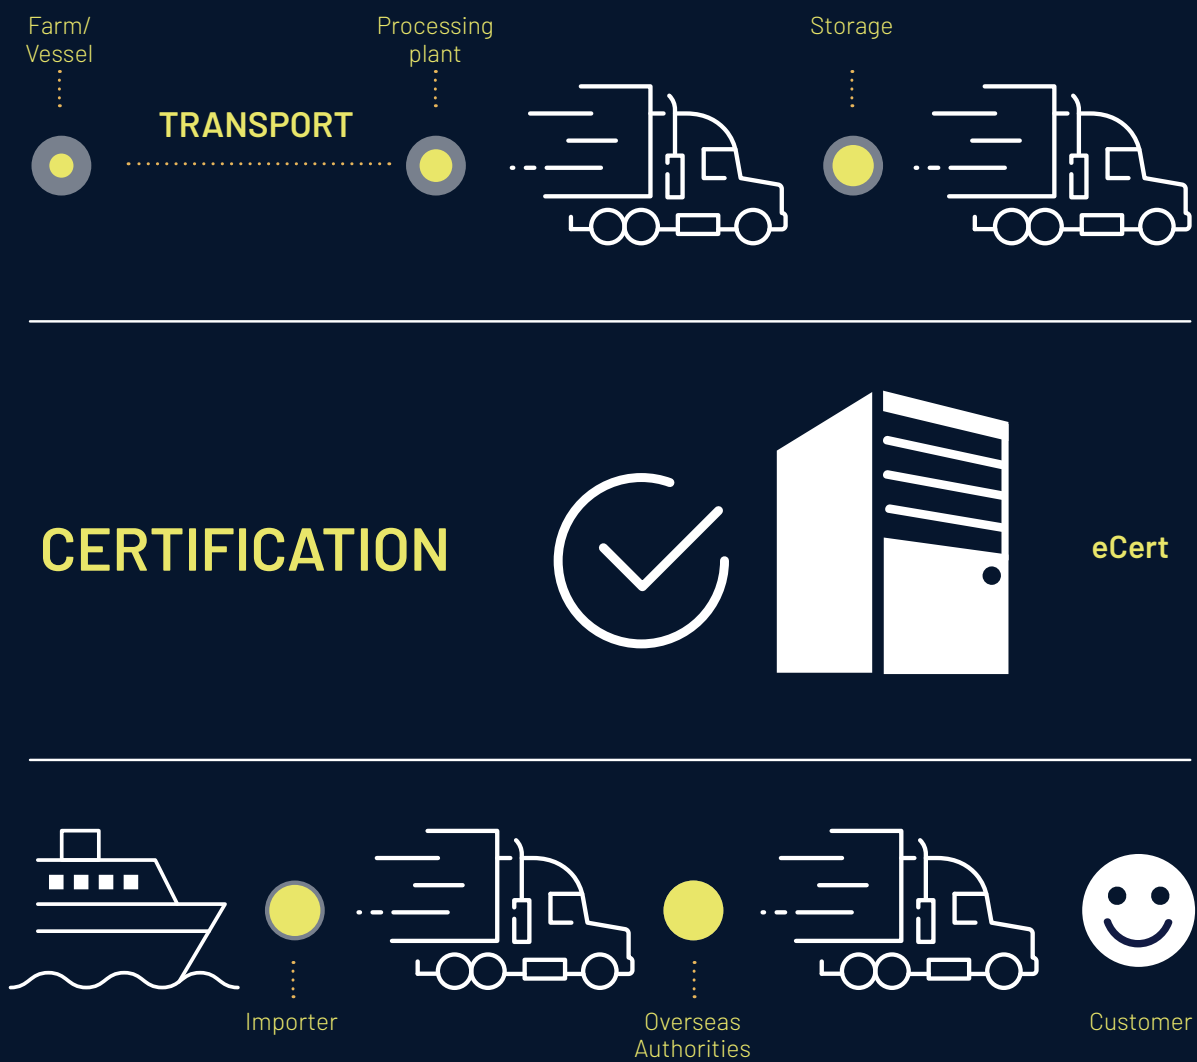 Farm/
Vessel
Processing
plant
Storage
TRANSPORT
CERTIFICATION
eCert
Importer
Overseas
Authorities
Customer